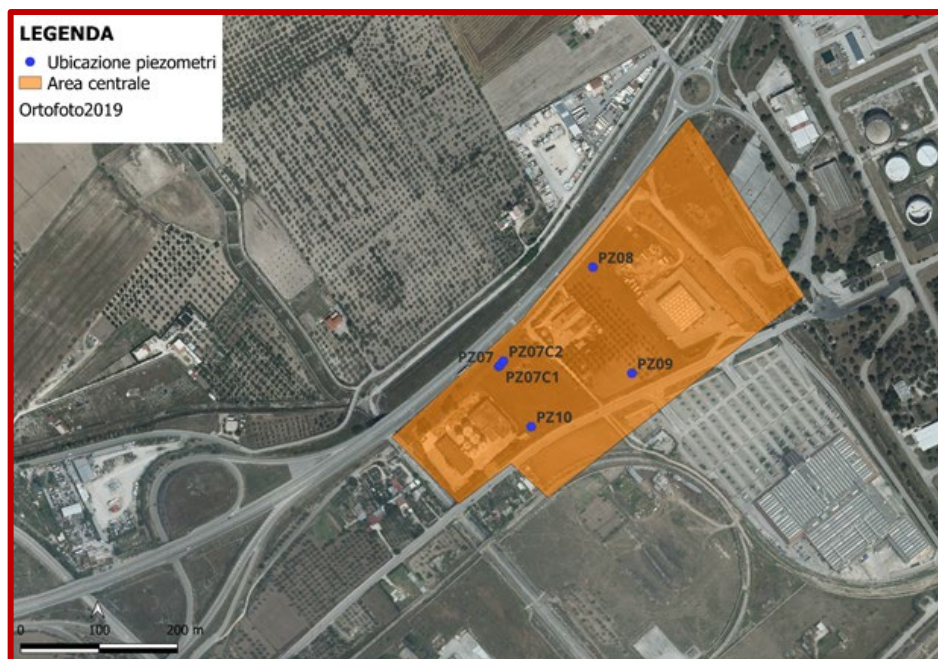 LEGENDA
Ubicazione piezometri
Area centrale
Ortofoto2019
PZ08
PZ07 PZ07C2
PZ07C1
PZ09
PZ10
0 100 200 m